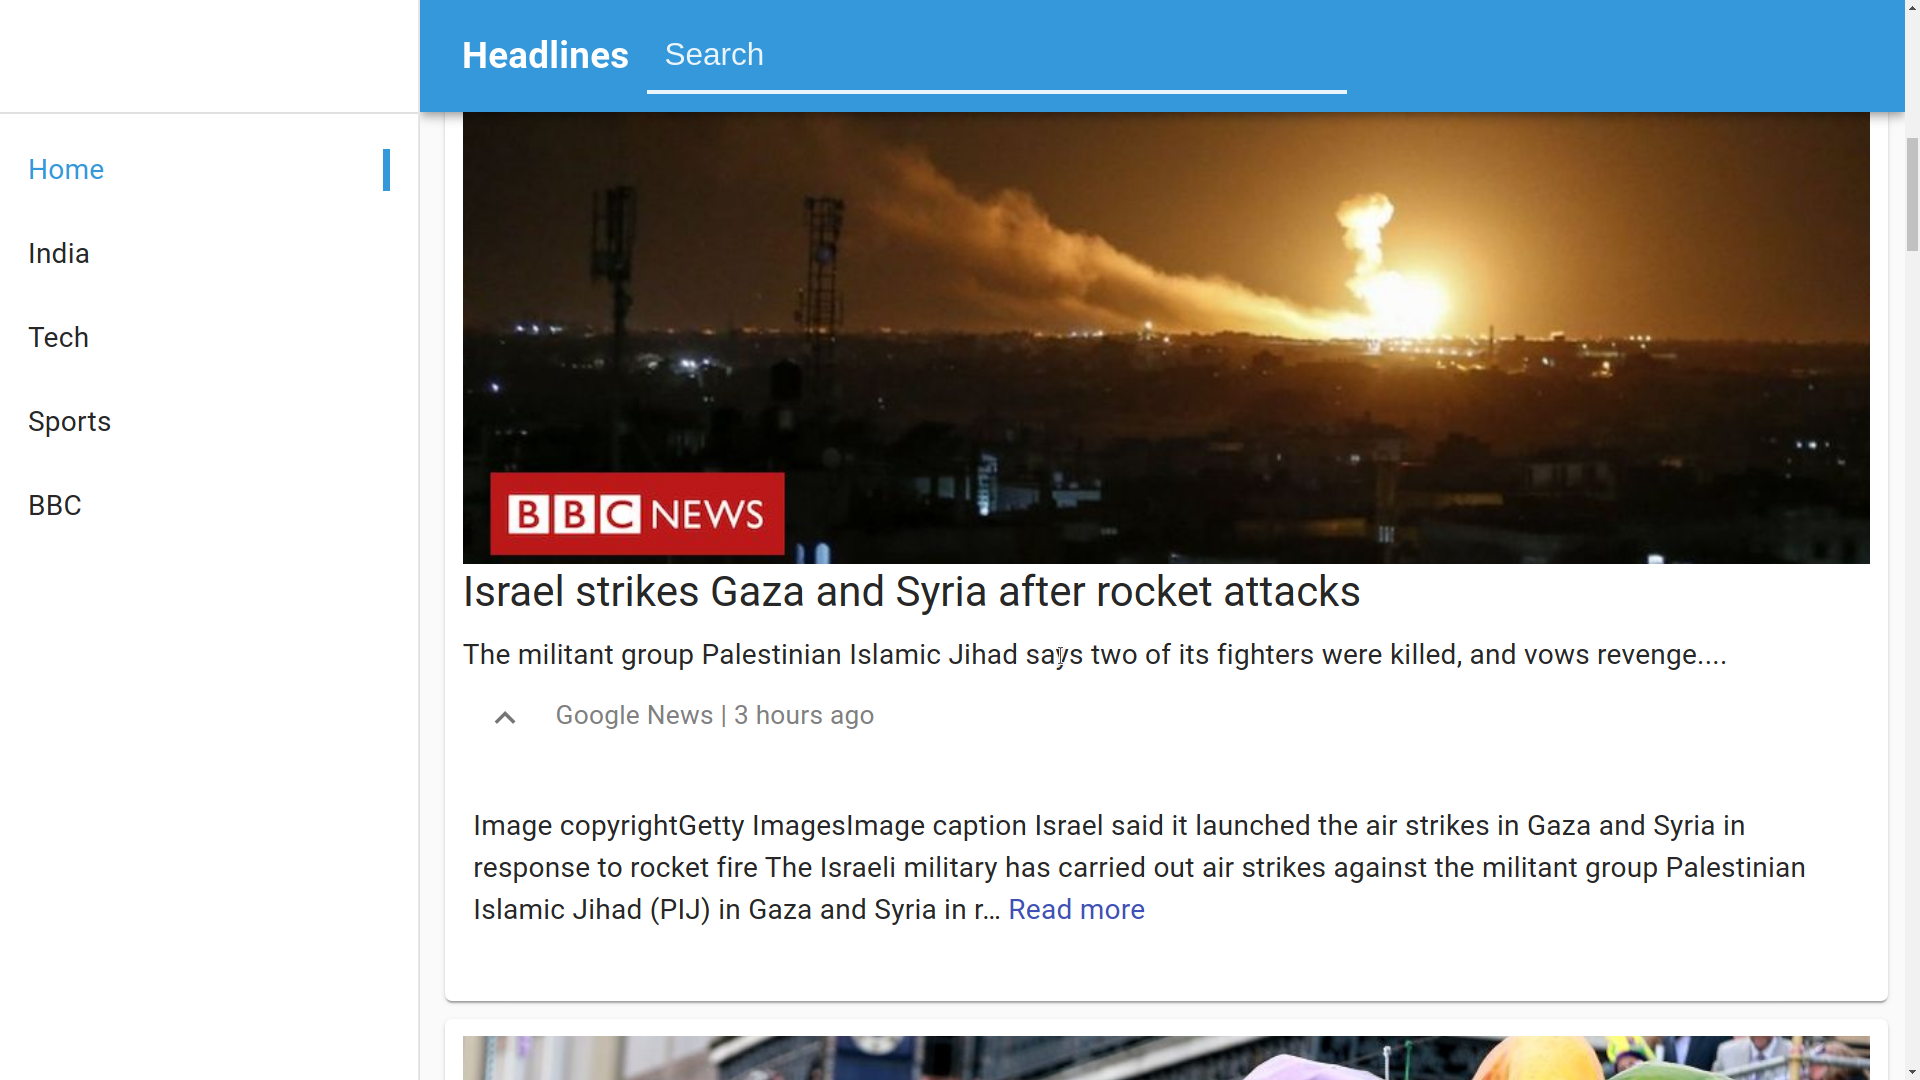 Headlines
Search
Home
India
Tech
Sports
BBC
BBC NEWS
Israel strikes Gaza and Syria after rocket attacks
The militant group Palestinian Islamic Jihad says two of its fighters were killed, and vows revenge....
Google News | 3 hours ago
Image copyrightGetty ImagesImage caption Israel said it launched the air strikes in Gaza and Syria in
response to rocket fire The Israeli military has carried out air strikes against the militant group Palestinian
Islamic Jihad (PIJ) in Gaza and Syria in r… Read more